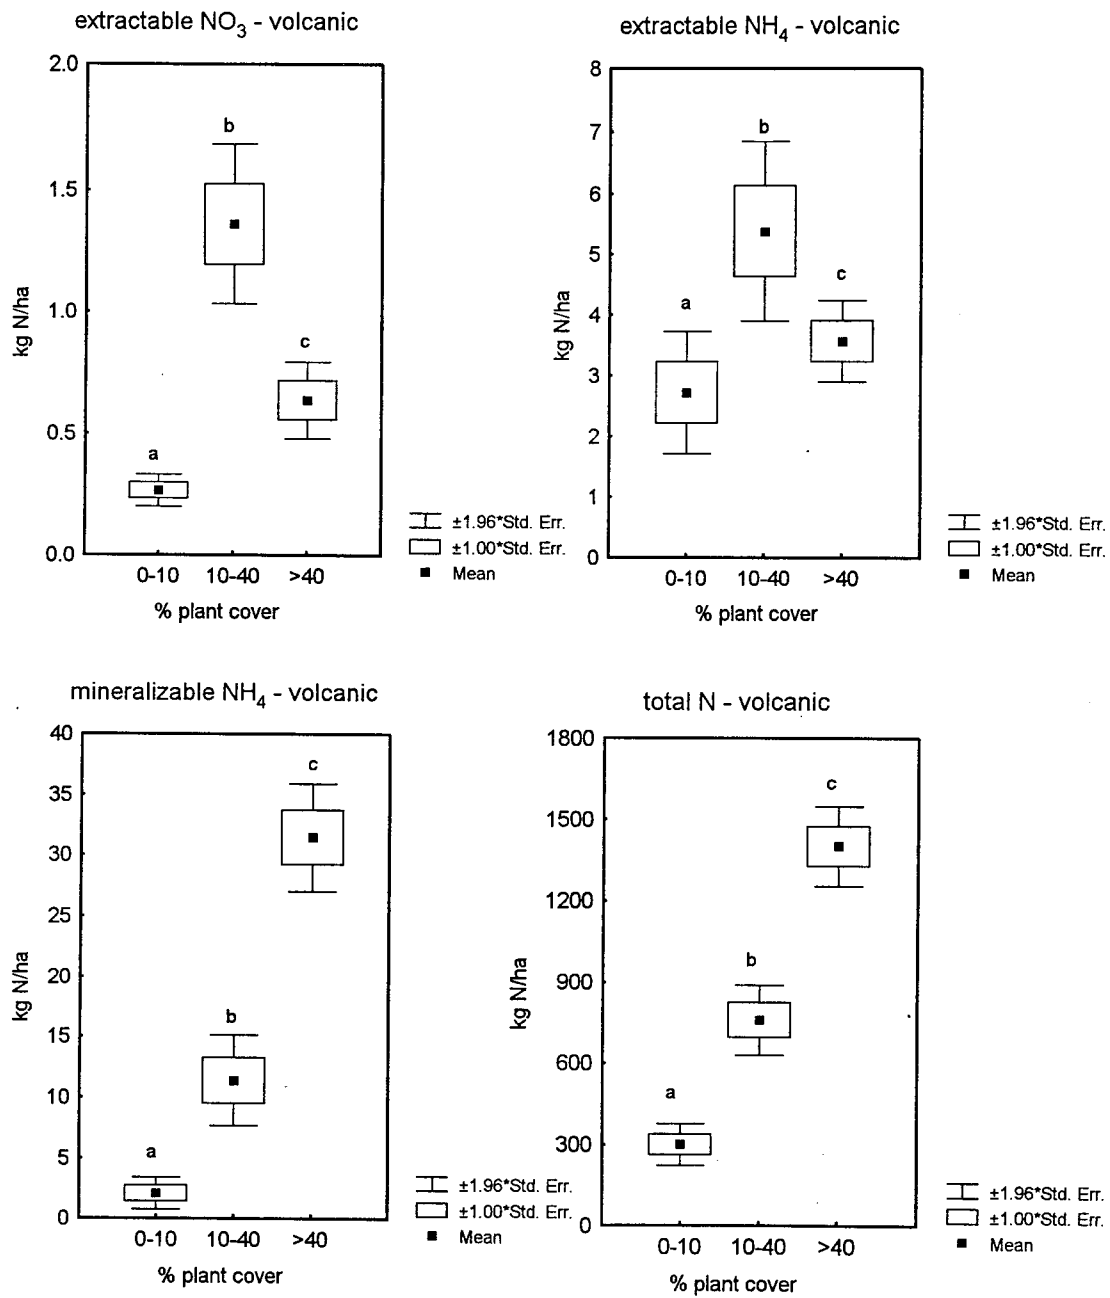 extractable NO3 - volcanic
2.0
1.5
1.0
0.5
0.0
kg N/ha
a
b
c
0-10 10-40 >40
% plant cover
±1.96*Std. Err.
±1.00*Std. Err.
Mean
extractable NH4 - volcanic
8
7
6
5
4
3
2
1
0
kg N/ha
a
b
c
0-10 10-40 >40
% plant cover
±1.96*Std. Err.
±1.00*Std. Err.
Mean
mineralizable NH4 - volcanic
40
35
30
25
20
15
10
5
0
kg N/ha
a
b
c
0-10 10-40 >40
% plant cover
±1.96*Std. Err.
±1.00*Std. Err.
Mean
total N - volcanic
1800
1500
1200
900
600
300
0
kg N/ha
a
b
c
0-10 10-40 >40
% plant cover
±1.96*Std. Err.
±1.00*Std. Err.
Mean